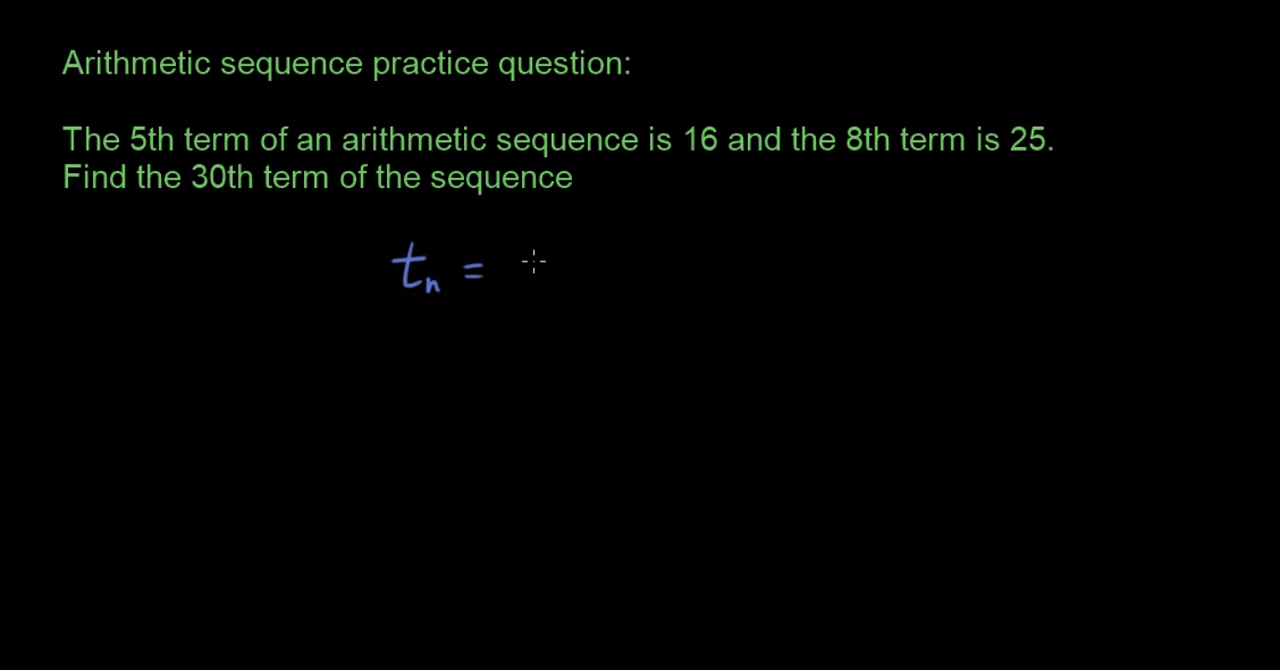 Arithmetic sequence practice question:
The 5th term of an arithmetic sequence is 16 and the 8th term is 25.
Find the 30th term of the sequence
tₙ =